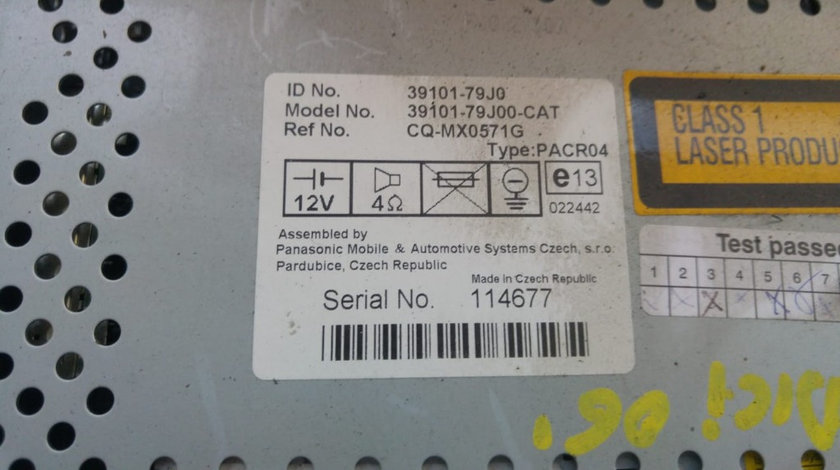 ID No. 39101-79J0
Model No. 39101-79J00-CAT
Ref No. CQ-MX0571G
Type:PACR04
12V 4Ω e13
022442
Assembled by
Panasonic Mobile & Automotive Systems Czech, s.r.o.
Pardubice, Czech Republic
Made in Czech Republic
Serial No. 114677
CLASS 1
LASER PRODU
Test passe
1 2 3 4 5 6 7